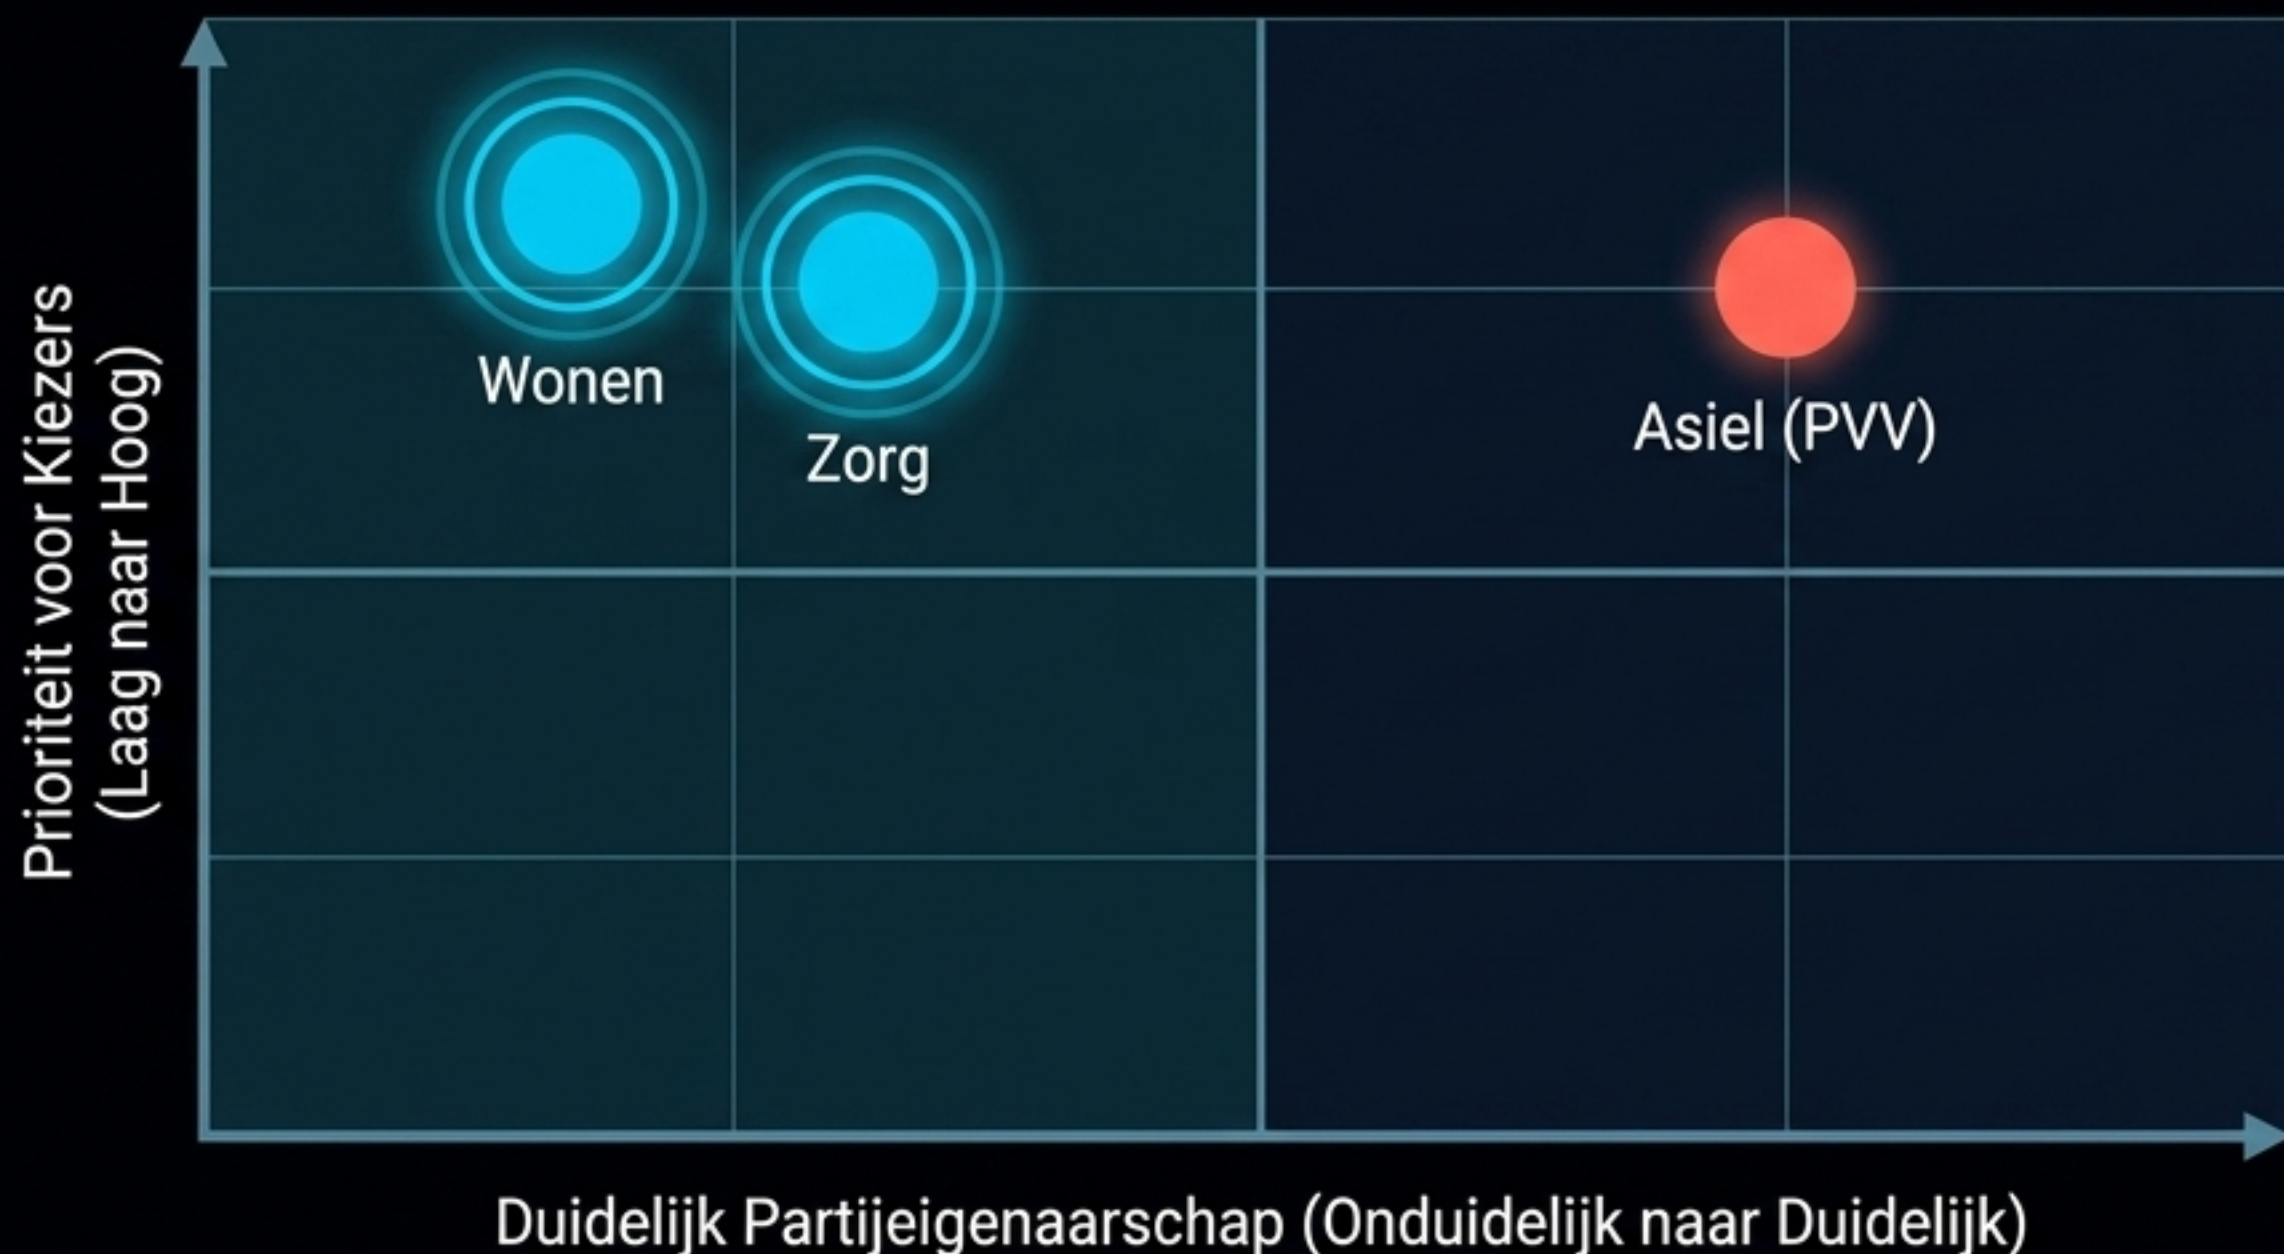 Prioriteit voor Kiezers
(Laag naar Hoog)
Wonen
Zorg
Asiel (PVV)
Duidelijk Partijeigenaarschap (Onduidelijk naar Duidelijk)